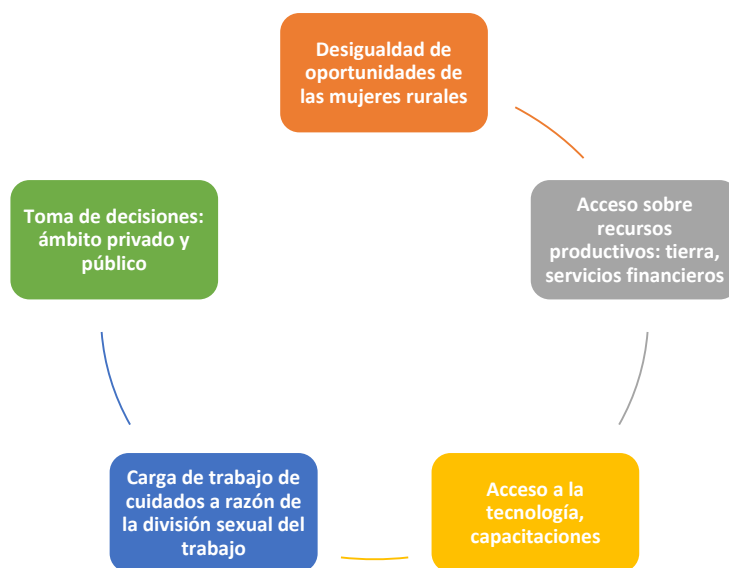 Desigualdad de
oportunidades de
las mujeres rurales
Acceso sobre
recursos
productivos: tierra,
servicios financieros
Acceso a la
tecnología,
capacitaciones
Carga de trabajo de
cuidados a razón de
la división sexual del
trabajo
Toma de decisiones:
ámbito privado y
público